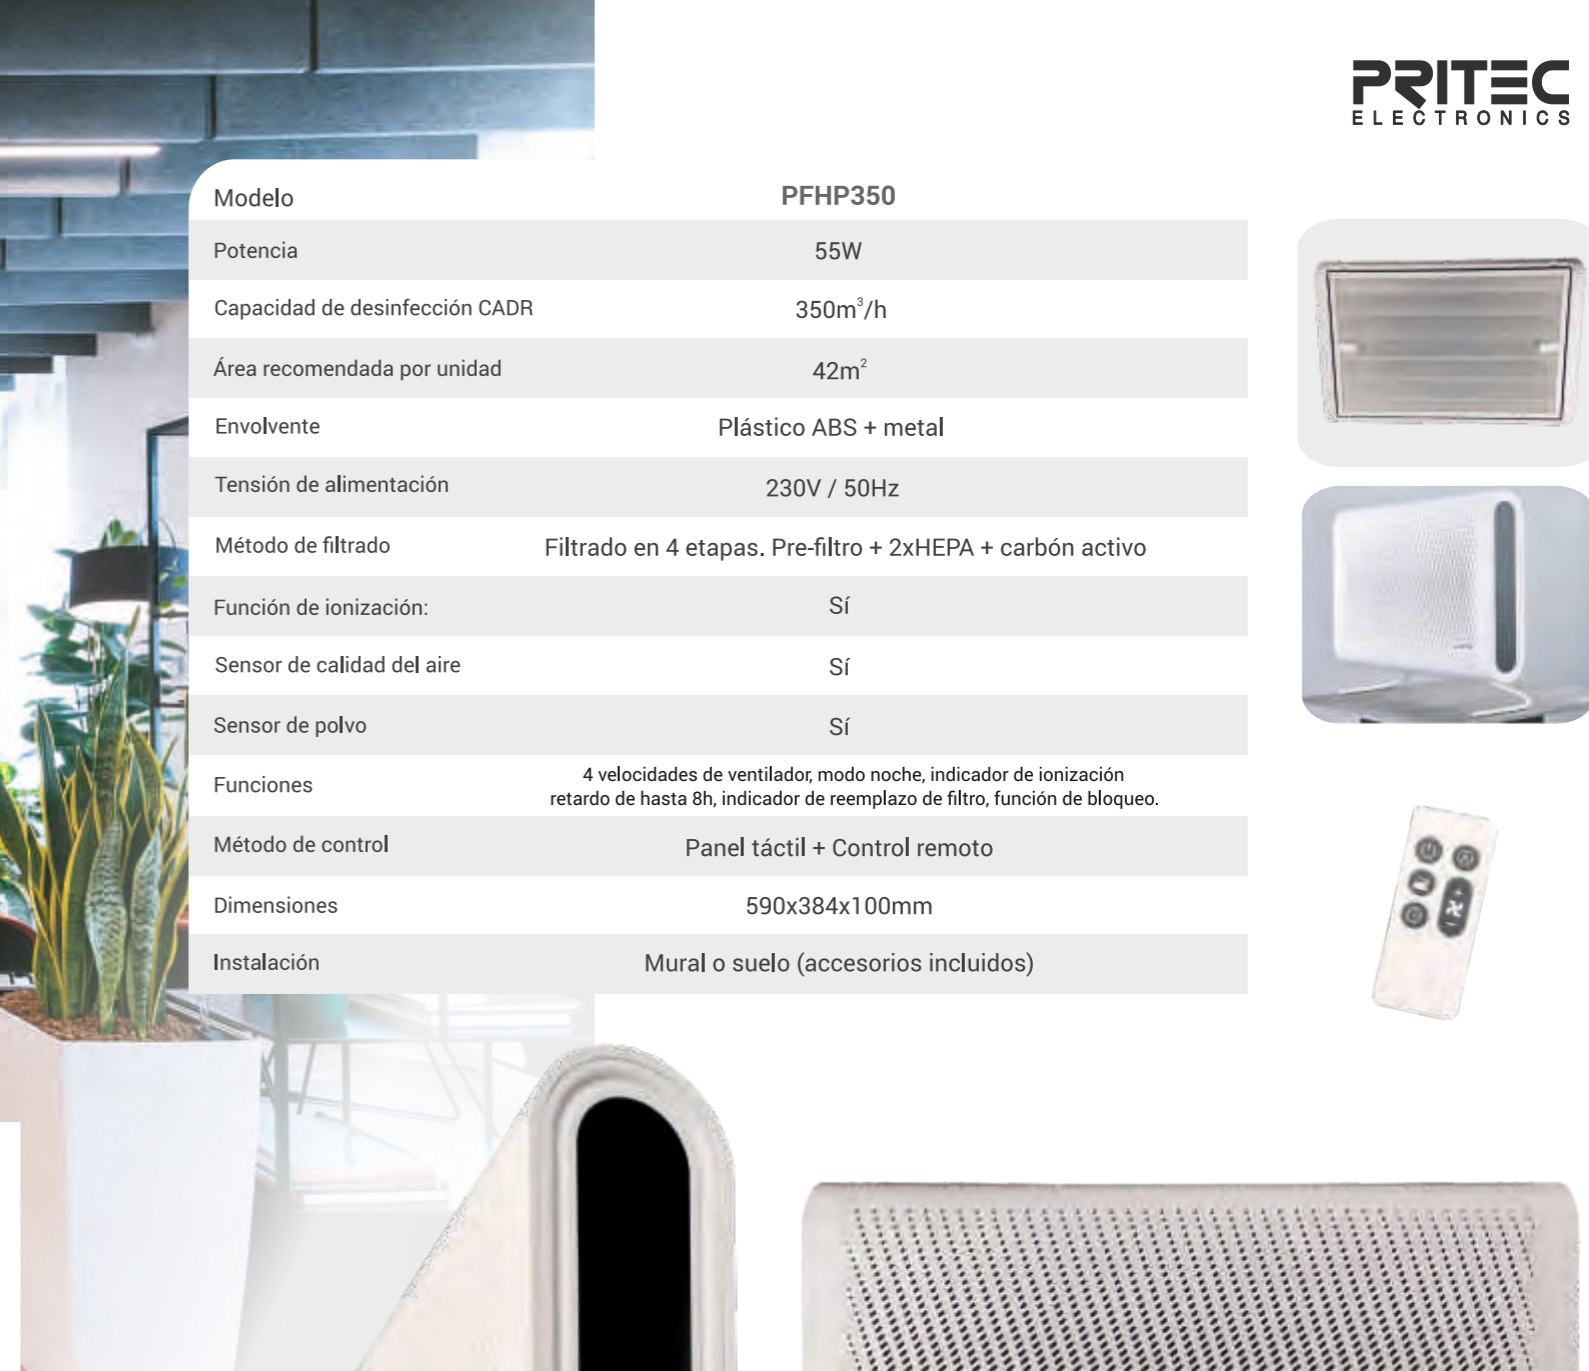 PRITEC
ELECTRONICS
Modelo PFHP350
Potencia 55W
Capacidad de desinfección CADR 350m³/h
Área recomendada por unidad 42m²
Envolvente Plástico ABS + metal
Tensión de alimentación 230V / 50Hz
Método de filtrado Filtrado en 4 etapas. Pre-filtro + 2xHEPA + carbón activo
Función de ionización: Sí
Sensor de calidad del aire Sí
Sensor de polvo Sí
Funciones 4 velocidades de ventilador, modo noche, indicador de ionización
retardo de hasta 8h, indicador de reemplazo de filtro, función de bloqueo.
Método de control Panel táctil + Control remoto
Dimensiones 590x384x100mm
Instalación Mural o suelo (accesorios incluidos)